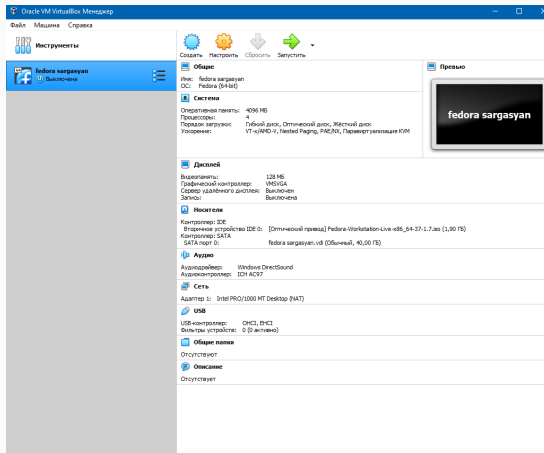 Oracle VM VirtualBox Менеджер
Файл Машина Справка
Инструменты
Создать Настроить Сбросить Запустить
fedora sargasyan
Выключена
Общие
Имя: fedora sargasyan
ОС: Fedora (64-bit)
Превью
fedora sargasyan
Система
Оперативная память: 4096 МБ
Процессоры: 4
Порядок загрузки: Гибкий диск, Оптический диск, Жёсткий диск
Ускорение: VT-x/AMD-V, Nested Paging, PAE/NX, Паравиртуализация KVM
Дисплей
Видеопамять: 128 МБ
Графический контроллер: VMSVGA
Сервер удалённого дисплея: Выключен
Запись: Выключена
Носители
Контроллер: IDE
Вторичное устройство IDE 0: [Оптический привод] Fedora-Workstation-Live-x86_64-37-1.7.iso (1,90 ГБ)
Контроллер: SATA
SATA порт 0: fedora sargasyan.vdi (Обычный, 40,00 ГБ)
Аудио
Аудиодрайвер: Windows DirectSound
Аудиоконтроллер: ICH AC97
Сеть
Адаптер 1: Intel PRO/1000 MT Desktop (NAT)
USB
USB-контроллер: OHCI, EHCI
Фильтры устройств: 0 (0 активно)
Общие папки
Отсутствуют
Описание
Отсутствует